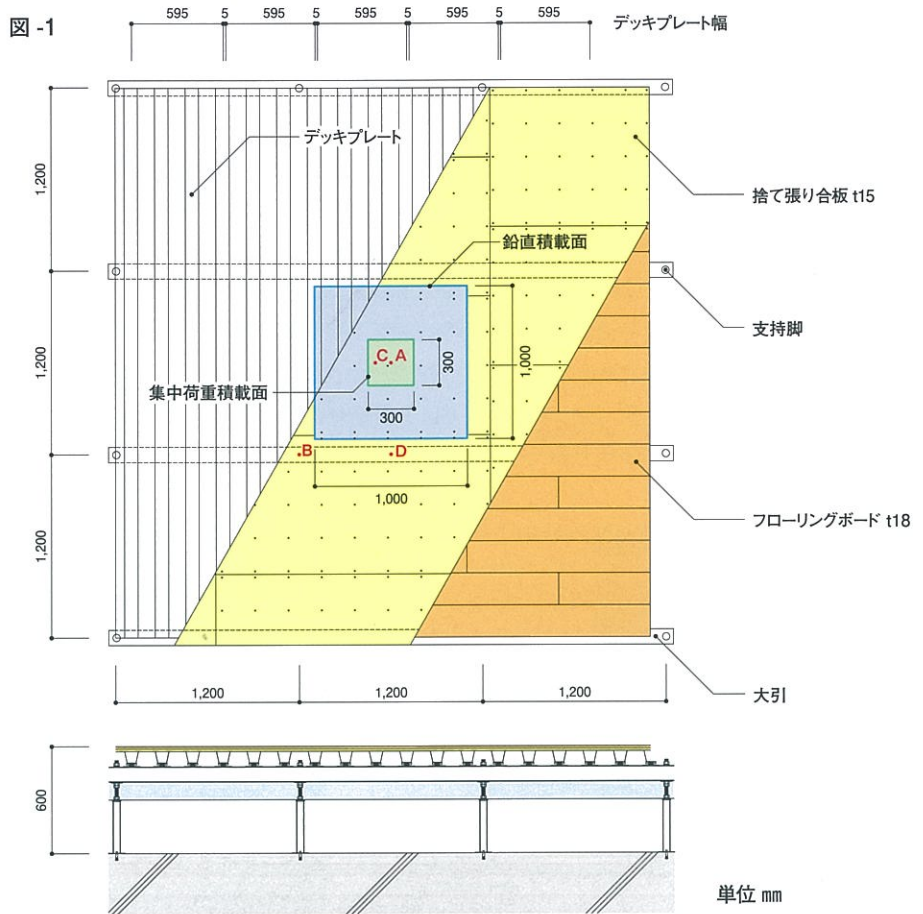 図 -1
595 5 595 5 595 5 595 5 595
デッキプレート幅
デッキプレート
捨て張り合板 t15
鉛直積載面
支持脚
1,200
1,200
1,200
C A
300
1,000
集中荷重積載面
300
B
D
1,000
フローリングボード t18
1,200
1,200
1,200
大引
600
単位 mm